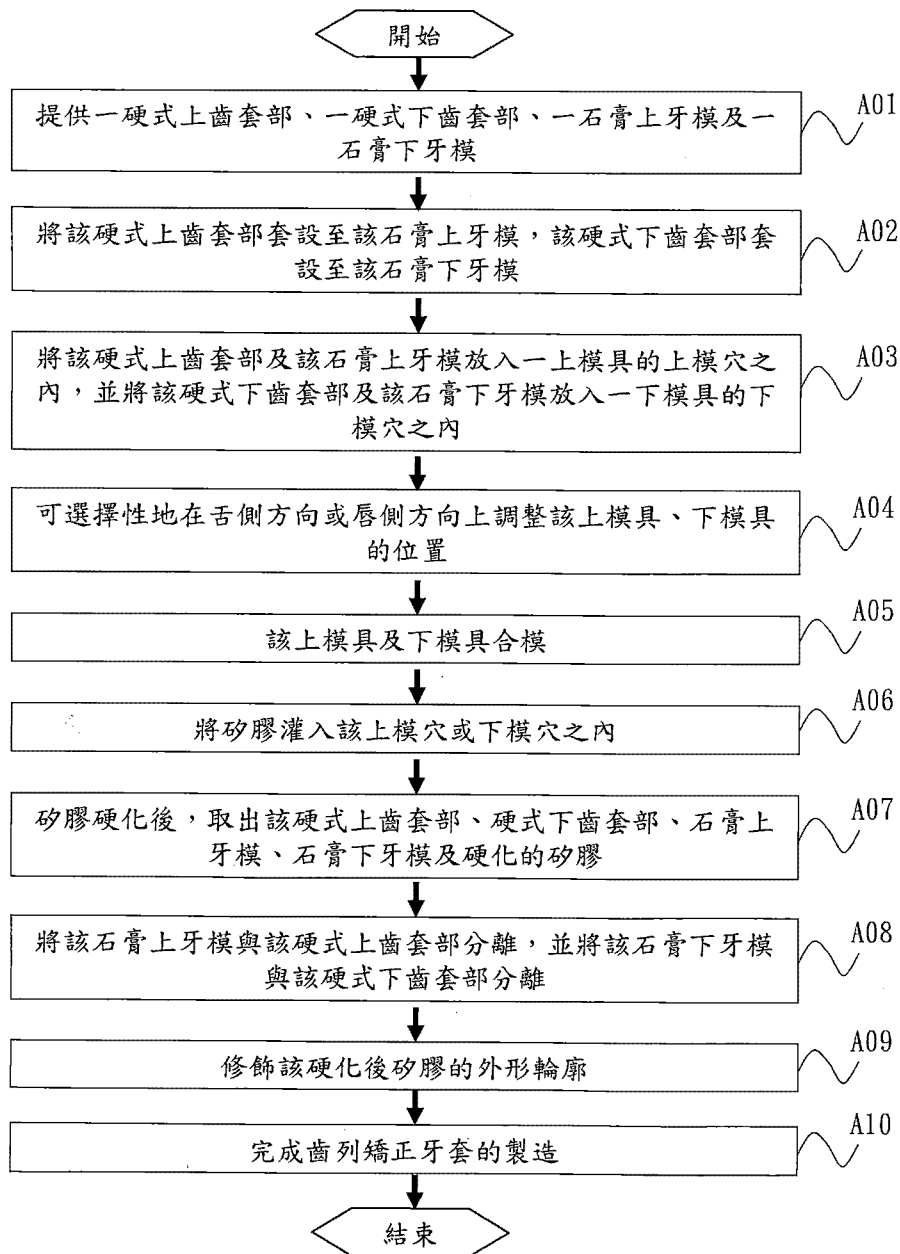 開始
提供一硬式上齒套部、一硬式下齒套部、一石膏上牙模及一
石膏下牙模
A01
將該硬式上齒套部套設至該石膏上牙模，該硬式下齒套部套
設至該石膏下牙模
A02
將該硬式上齒套部及該石膏上牙模放入一上模具的上模穴之
內，並將該硬式下齒套部及該石膏下牙模放入一下模具的下
模穴之內
A03
可選擇性地在舌側方向或唇側方向上調整該上模具、下模具
的位置
A04
該上模具及下模具合模
A05
將矽膠灌入該上模穴或下模穴之內
A06
矽膠硬化後，取出該硬式上齒套部、硬式下齒套部、石膏上
牙模、石膏下牙模及硬化的矽膠
A07
將該石膏上牙模與該硬式上齒套部分離，並將該石膏下牙模
與該硬式下齒套部分離
A08
修飾該硬化後矽膠的外形輪廓
A09
完成齒列矯正牙套的製造
A10
結束